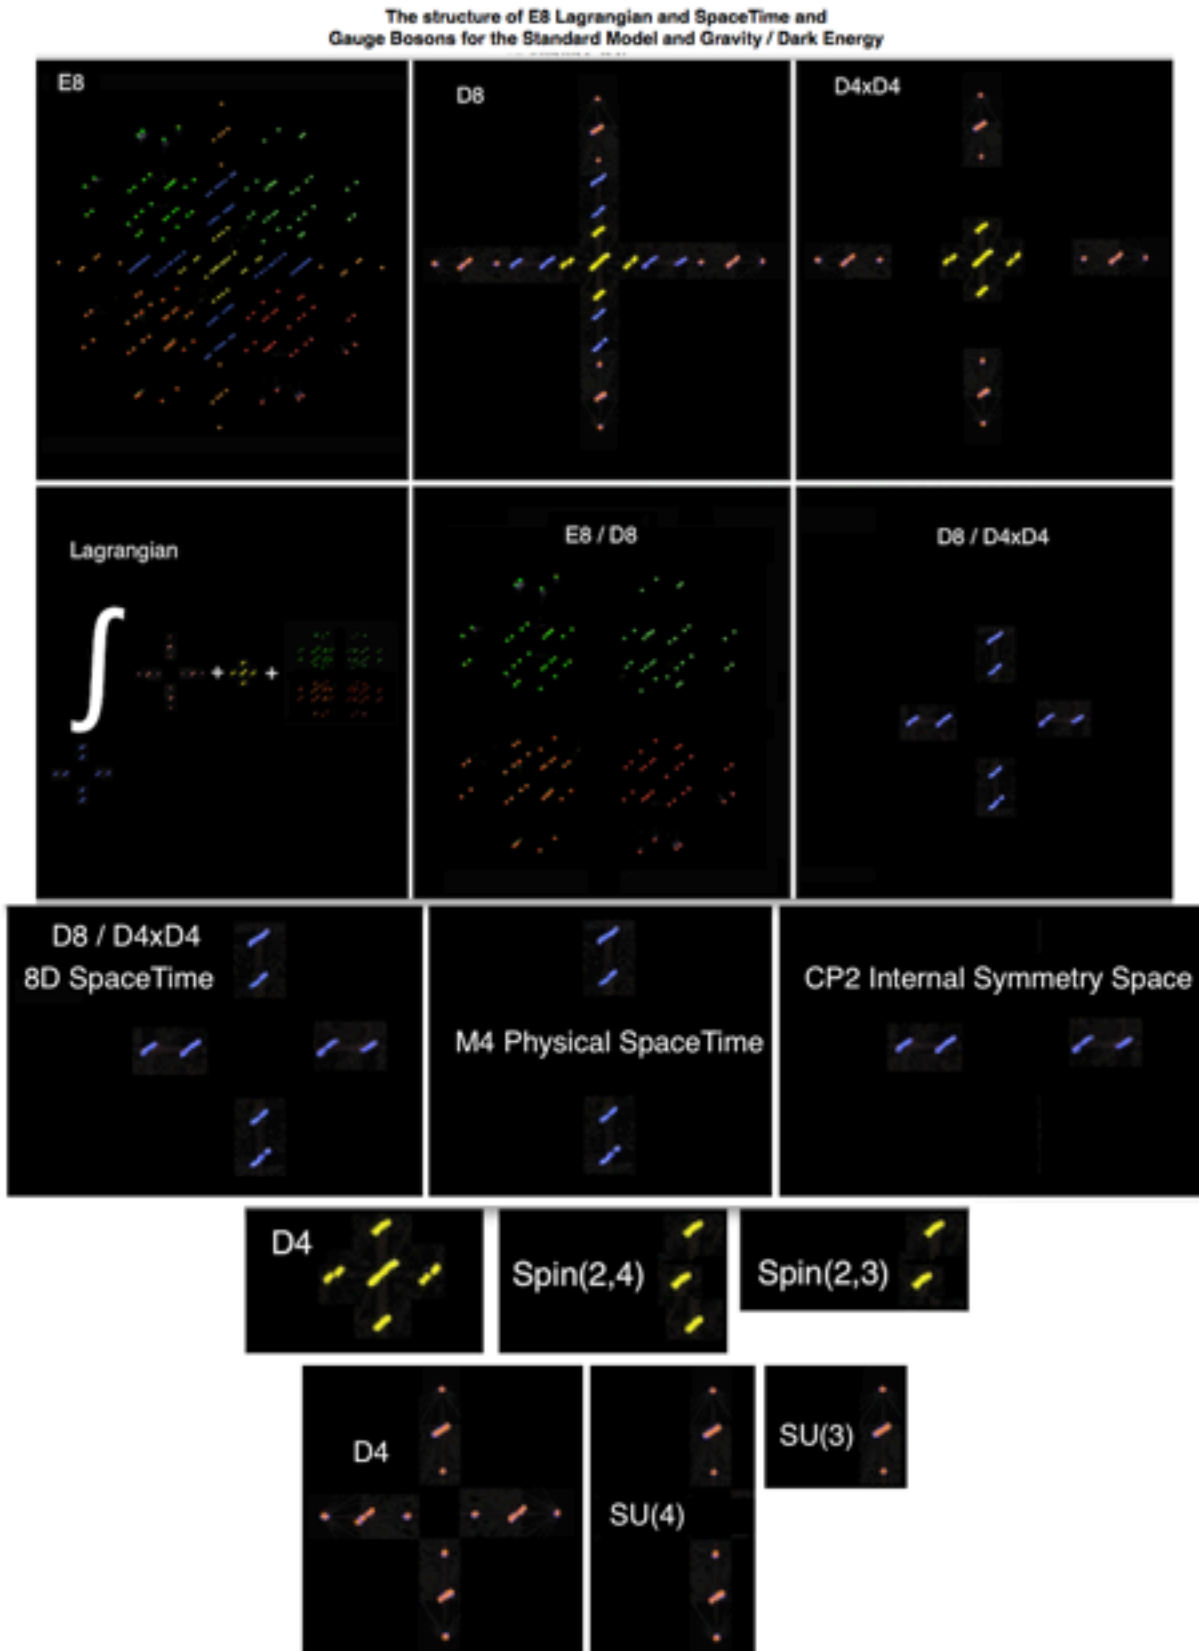 The structure of E8 Lagrangian and SpaceTime and
Gauge Bosons for the Standard Model and Gravity / Dark Energy
E8
D8
D4xD4
Lagrangian
∫
+
+
E8 / D8
D8 / D4xD4
D8 / D4xD4
8D SpaceTime
M4 Physical SpaceTime
CP2 Internal Symmetry Space
D4
Spin(2,4)
Spin(2,3)
D4
SU(4)
SU(3)